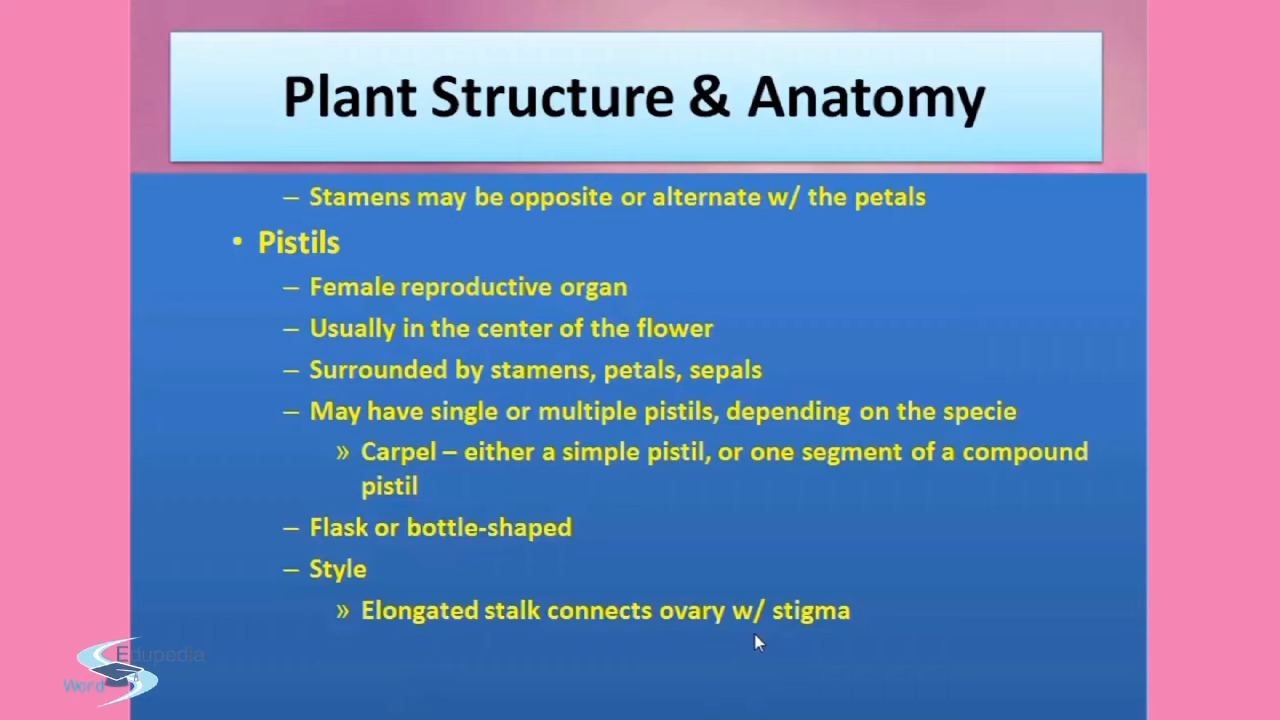 Plant Structure & Anatomy
– Stamens may be opposite or alternate w/ the petals
• Pistils
– Female reproductive organ
– Usually in the center of the flower
– Surrounded by stamens, petals, sepals
– May have single or multiple pistils, depending on the specie
» Carpel – either a simple pistil, or one segment of a compound
pistil
– Flask or bottle-shaped
– Style
» Elongated stalk connects ovary w/ stigma
Edupedia
Word